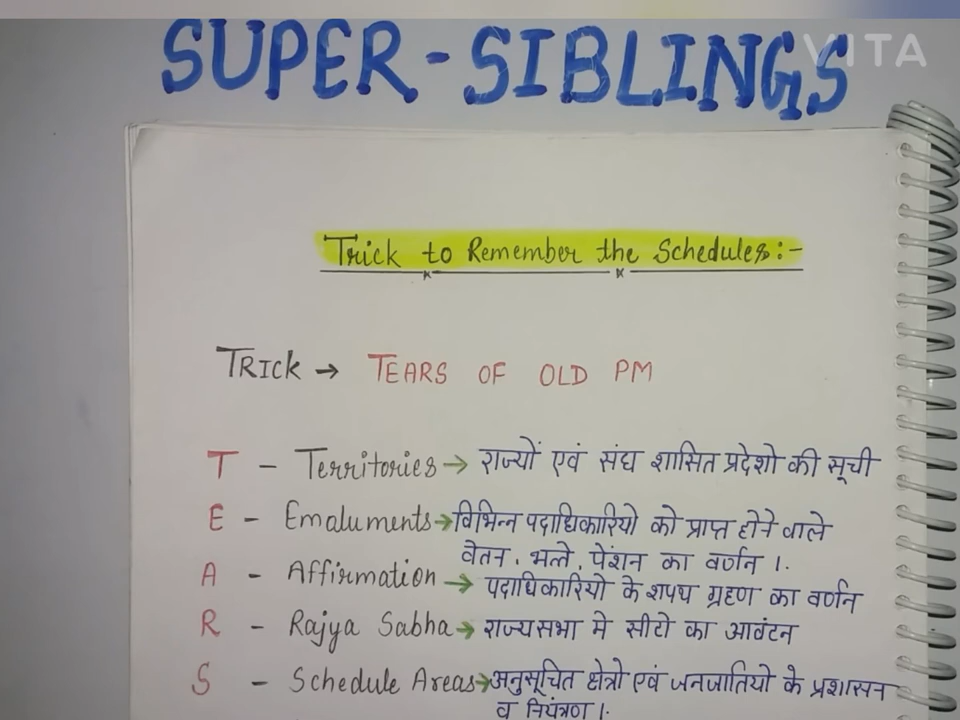 SUPER-SIBLINGS
VITA
Trick to Remember the Schedules:-
TRICK → TEARS OF OLD PM
T - Territories → राज्यों एवं संघ शासित प्रदेशो की सूची
E - Emaluments → विभिन्न पदाधिकारियो को प्राप्त होने वाले
वेतन, भत्ते, पेंशन का वर्णन ।.
A - Affirmation → पदाधिकारियो के शपथ ग्रहण का वर्णन
R - Rajya Sabha → राज्यसभा मे सीटो का आवंटन
S - Schedule Areas → अनुसूचित क्षेत्रो एवं जनजातियो के प्रशासन
व नियंत्रण ।.